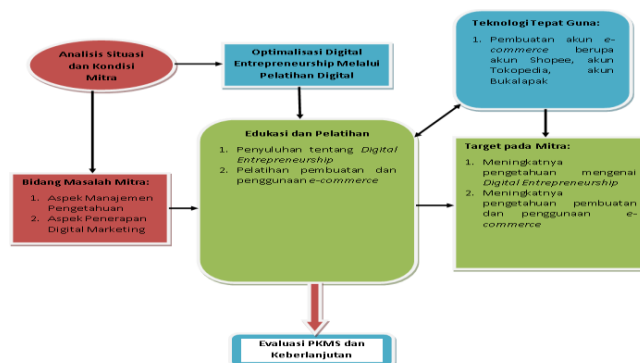 Analisis Situasi
dan Kondisi
Mitra
Optimalisasi Digital
Entrepreneurship Melalui
Pelatihan Digital
Teknologi Tepat Guna:
1. Pembuatan akun e-
commerce berupa
akun Shopee, akun
Tokopedia, akun
Bukalapak
Edukasi dan Pelatihan
1. Penyuluhan tentang Digital
Entrepreneurship
2. Pelatihan pembuatan dan
penggunaan e-commerce
Bidang Masalah Mitra:
1. Aspek Manajemen
Pengetahuan
2. Aspek Penerapan
Digital Marketing
Target pada Mitra:
1. Meningkatnya
pengetahuan mengenai
Digital Entrepreneurship
2. Meningkatnya
pengetahuan pembuatan
dan penggunaan e-
commerce
Evaluasi PKMS dan
Keberlanjutan